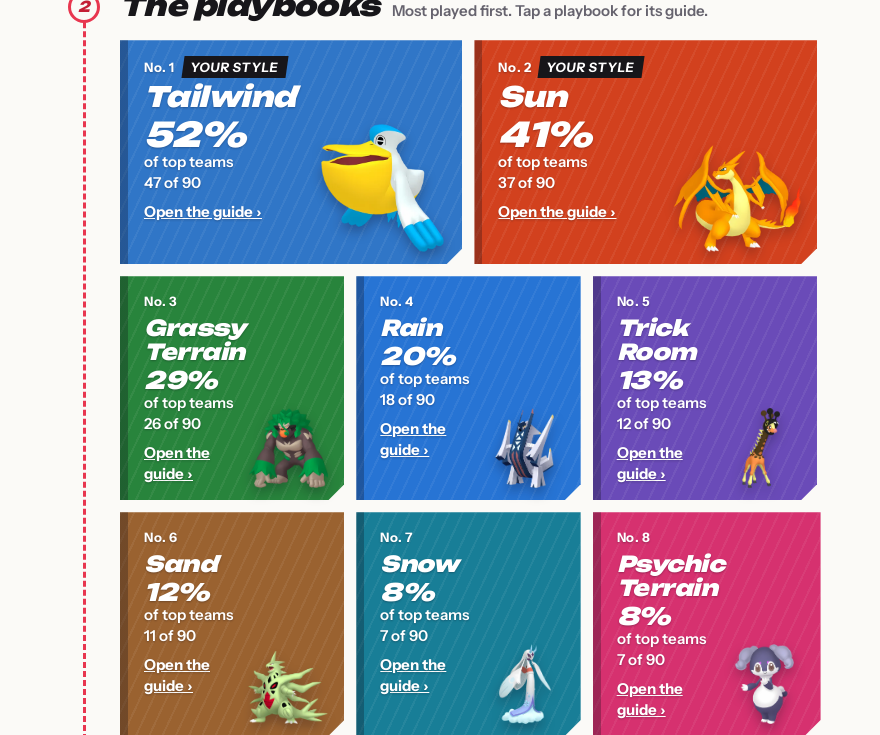 2
The playbooks Most played first. Tap a playbook for its guide.
No. 1 YOUR STYLE
Tailwind
52%
of top teams
47 of 90
Open the guide ›
No. 2 YOUR STYLE
Sun
41%
of top teams
37 of 90
Open the guide ›
No. 3
Grassy
Terrain
29%
of top teams
26 of 90
Open the
guide ›
No. 4
Rain
20%
of top teams
18 of 90
Open the
guide ›
No. 5
Trick
Room
13%
of top teams
12 of 90
Open the
guide ›
No. 6
Sand
12%
of top teams
11 of 90
Open the
guide ›
No. 7
Snow
8%
of top teams
7 of 90
Open the
guide ›
No. 8
Psychic
Terrain
8%
of top teams
7 of 90
Open the
guide ›